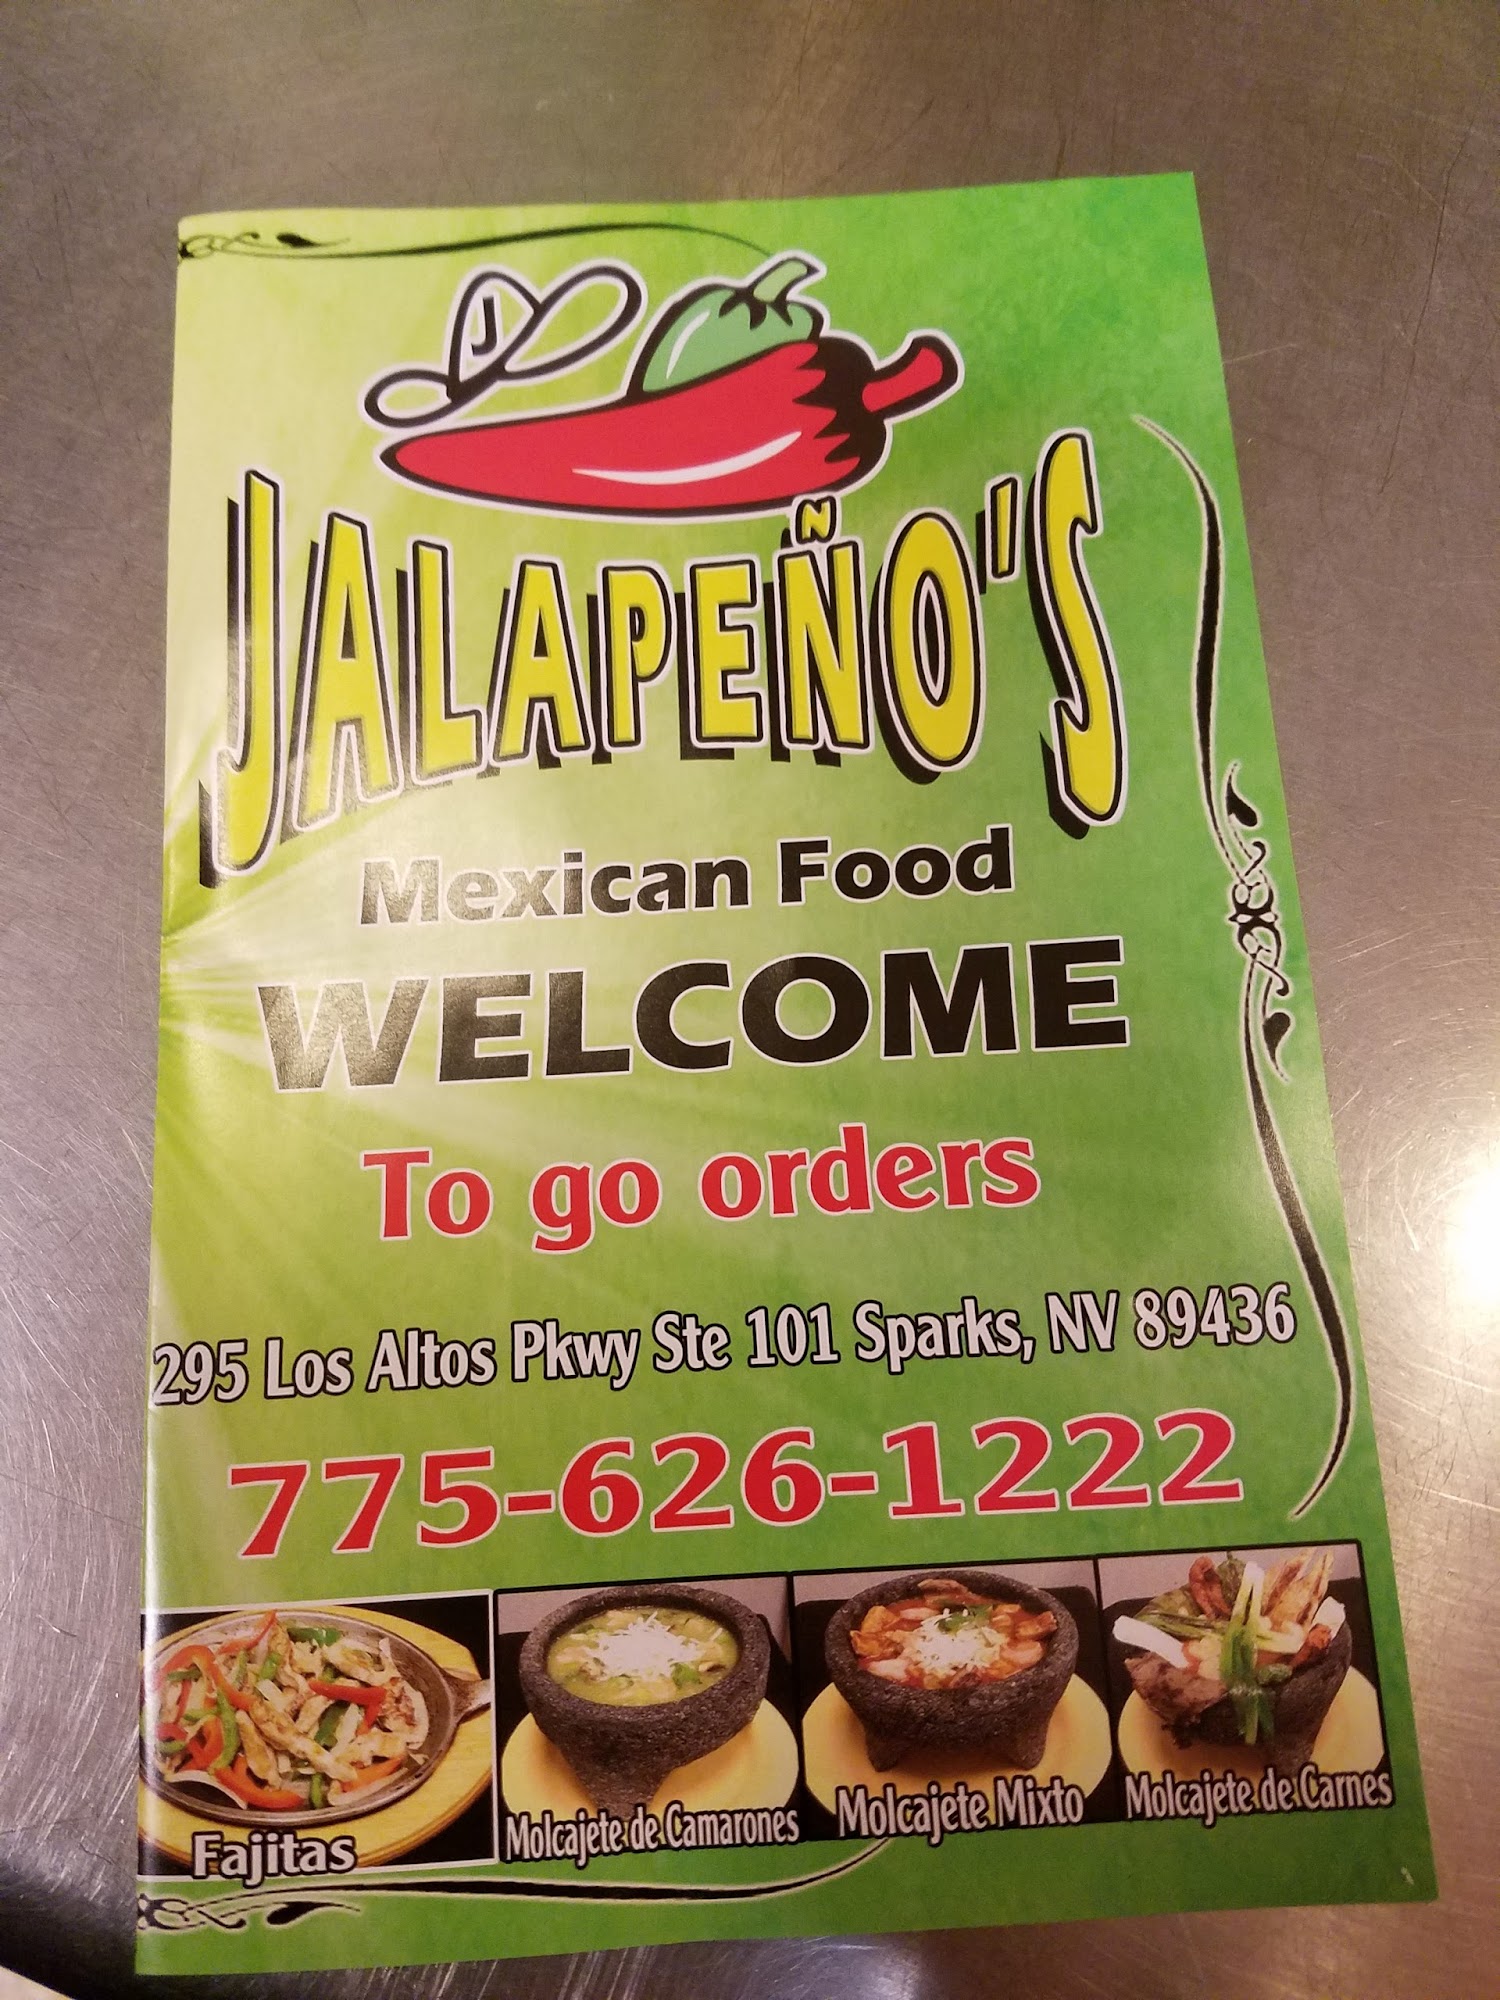 J
JALAPEÑO'S
Mexican Food
WELCOME
To go orders
295 Los Altos Pkwy Ste 101 Sparks, NV 89436
775-626-1222
Fajitas
Molcajete de Camarones
Molcajete Mixto
Molcajete de Carnes